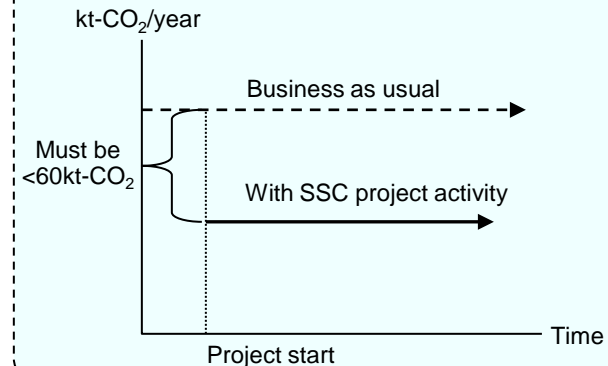 kt-CO₂/year
Business as usual
Must be
<60kt-CO₂
With SSC project activity
Time
Project start